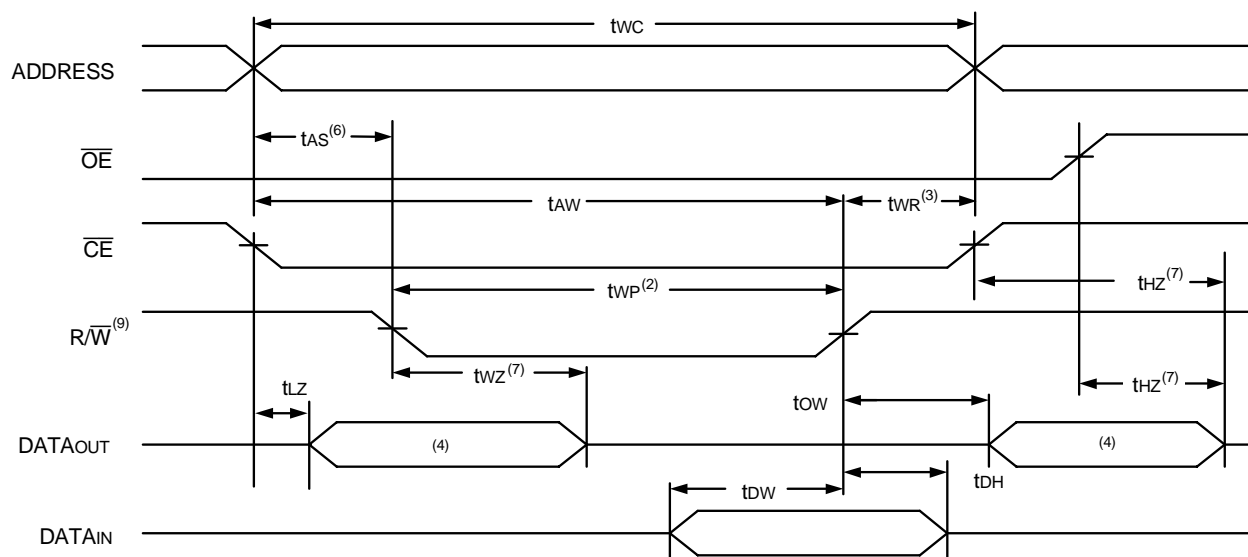 tWC
ADDRESS
tAS(6)
OE
tAW
tWR(3)
CE
tWP(2)
tHZ(7)
R/W(9)
tWZ(7)
tHZ(7)
tLZ
tOW
DATAOUT
(4)
(4)
tDW
tDH
DATAIN